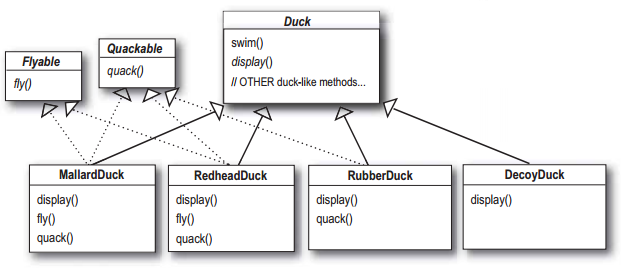 Duck
swim()
display()
// OTHER duck-like methods...
Quackable
quack()
Flyable
fly()
MallardDuck
display()
fly()
quack()
RedheadDuck
display()
fly()
quack()
RubberDuck
display()
quack()
DecoyDuck
display()